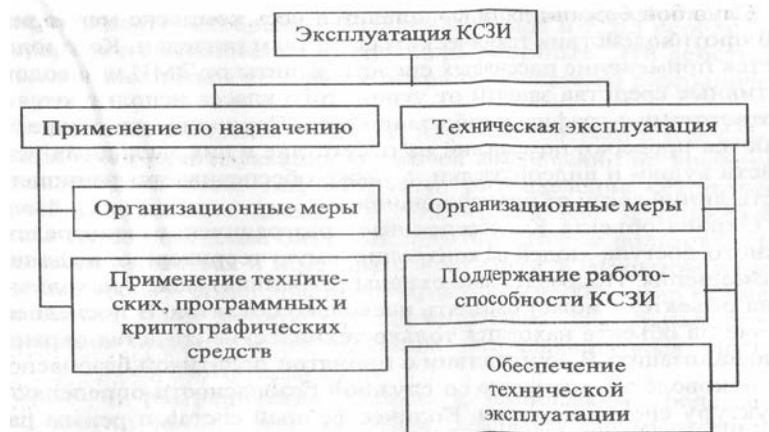 Эксплуатация КСЗИ
Применение по назначению
Техническая эксплуатация
Организационные меры
Организационные меры
Применение техниче-
ских, программных и
криптографических
средств
Поддержание работо-
способности КСЗИ
Обеспечение
технической
эксплуатации